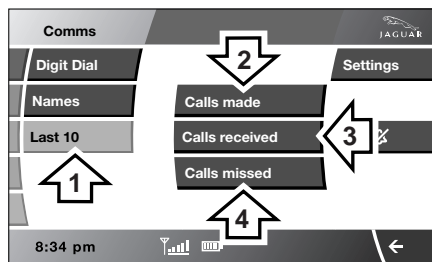 Comms
JAGUAR
Digit Dial
2
Settings
Names
Calls made
Last 10
Calls received
3
1
Calls missed
4
8:34 pm